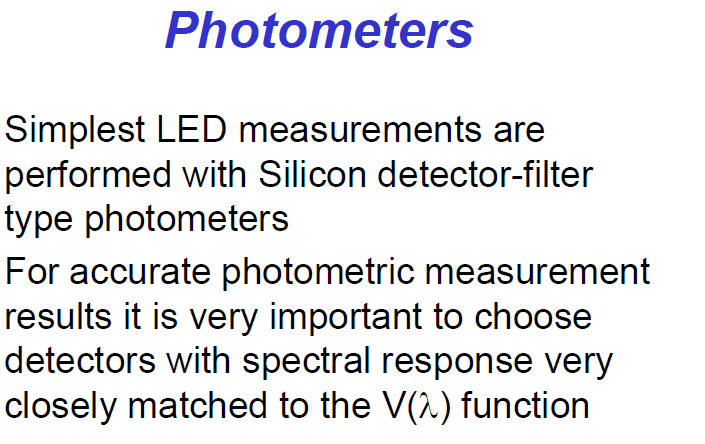 Photometers
Simplest LED measurements are
performed with Silicon detector-filter
type photometers
For accurate photometric measurement
results it is very important to choose
detectors with spectral response very
closely matched to the V(λ) function